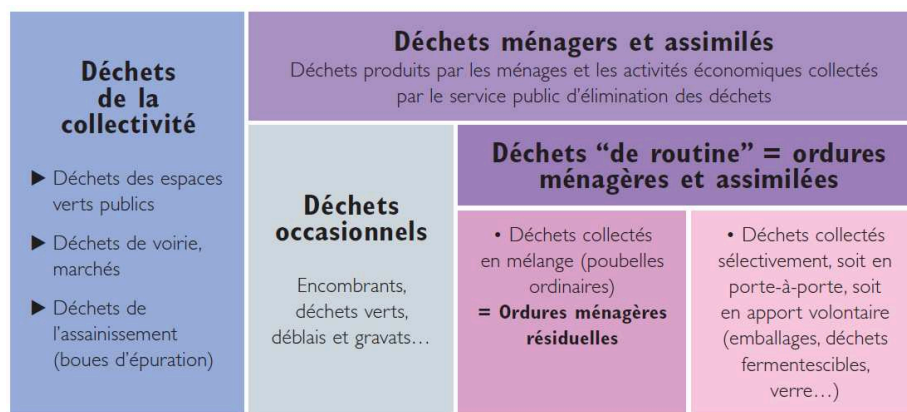 Déchets
de la
collectivité
▶ Déchets des espaces
verts publics
▶ Déchets de voirie,
marchés
▶ Déchets de
l’assainissement
(boues d’épuration)
Déchets ménagers et assimilés
Déchets produits par les ménages et les activités économiques collectés
par le service public d’élimination des déchets
Déchets
occasionnels
Encombrants,
déchets verts,
déblais et gravats…
Déchets “de routine” = ordures
ménagères et assimilées
• Déchets collectés
en mélange (poubelles
ordinaires)
= Ordures ménagères
résiduelles
• Déchets collectés
sélectivement, soit en
porte-à-porte, soit
en apport volontaire
(emballages, déchets
fermentescibles,
verre…)